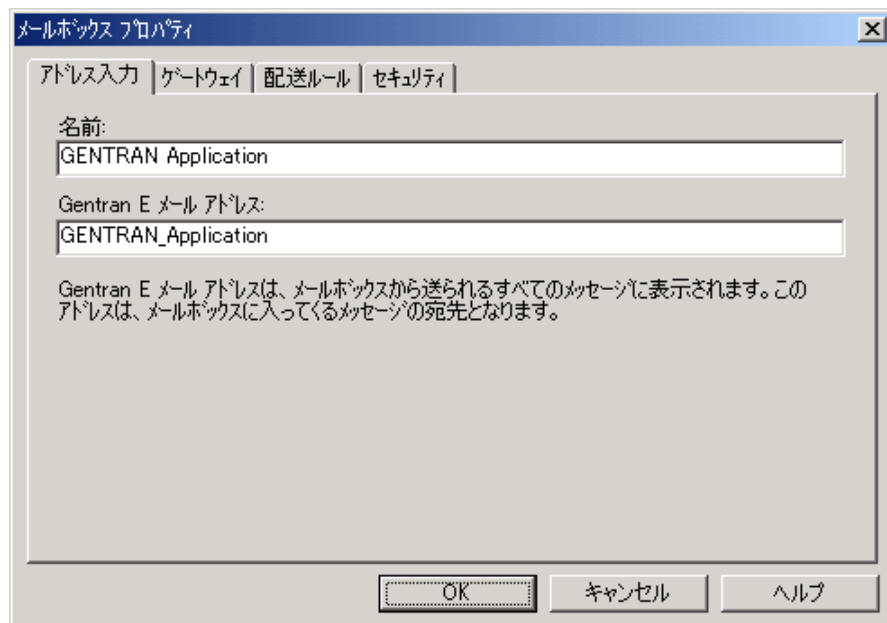 メールボックス プロパティ
アドレス入力 ゲートウェイ 配送ルール セキュリティ
名前:
GENTRAN Application
Gentran E メール アドレス:
GENTRAN_Application
Gentran E メール アドレスは、メールボックスから送られるすべてのメッセージに表示されます。この
アドレスは、メールボックスに入ってくるメッセージの宛先となります。
OK キャンセル ヘルプ